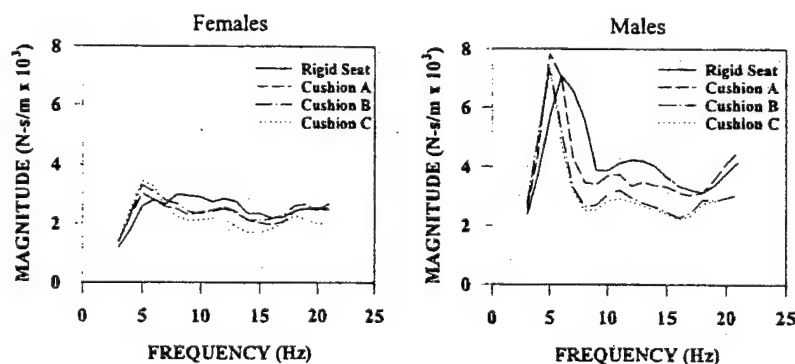 Females
MAGNITUDE (N-s/m x 10³)
8
6
4
2
0
Rigid Seat
Cushion A
Cushion B
Cushion C
0 5 10 15 20 25
FREQUENCY (Hz)
Males
MAGNITUDE (N-s/m x 10³)
8
6
4
2
0
Rigid Seat
Cushion A
Cushion B
Cushion C
0 5 10 15 20 25
FREQUENCY (Hz)